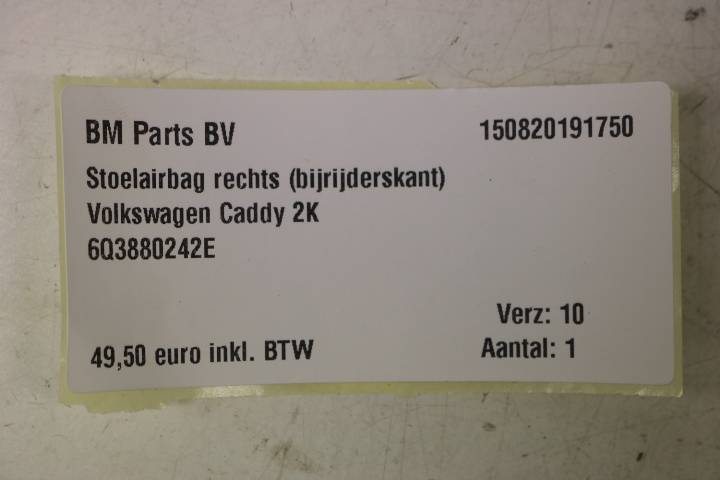 BM Parts BV 150820191750
Stoelairbag rechts (bijrijderskant)
Volkswagen Caddy 2K
6Q3880242E
Verz: 10
49,50 euro inkl. BTW Aantal: 1